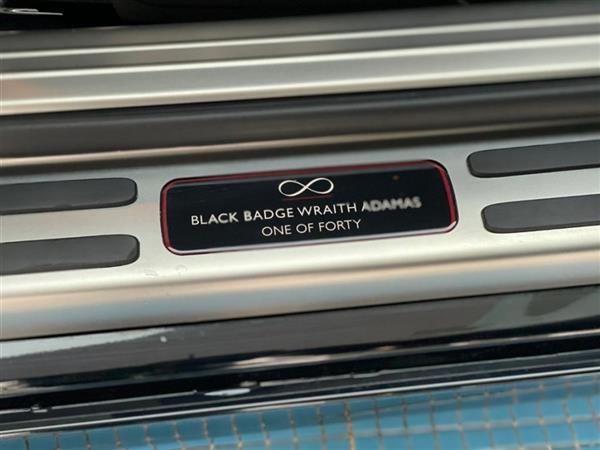 BLACK BADGE WRAITH ADAMAS
ONE OF FORTY